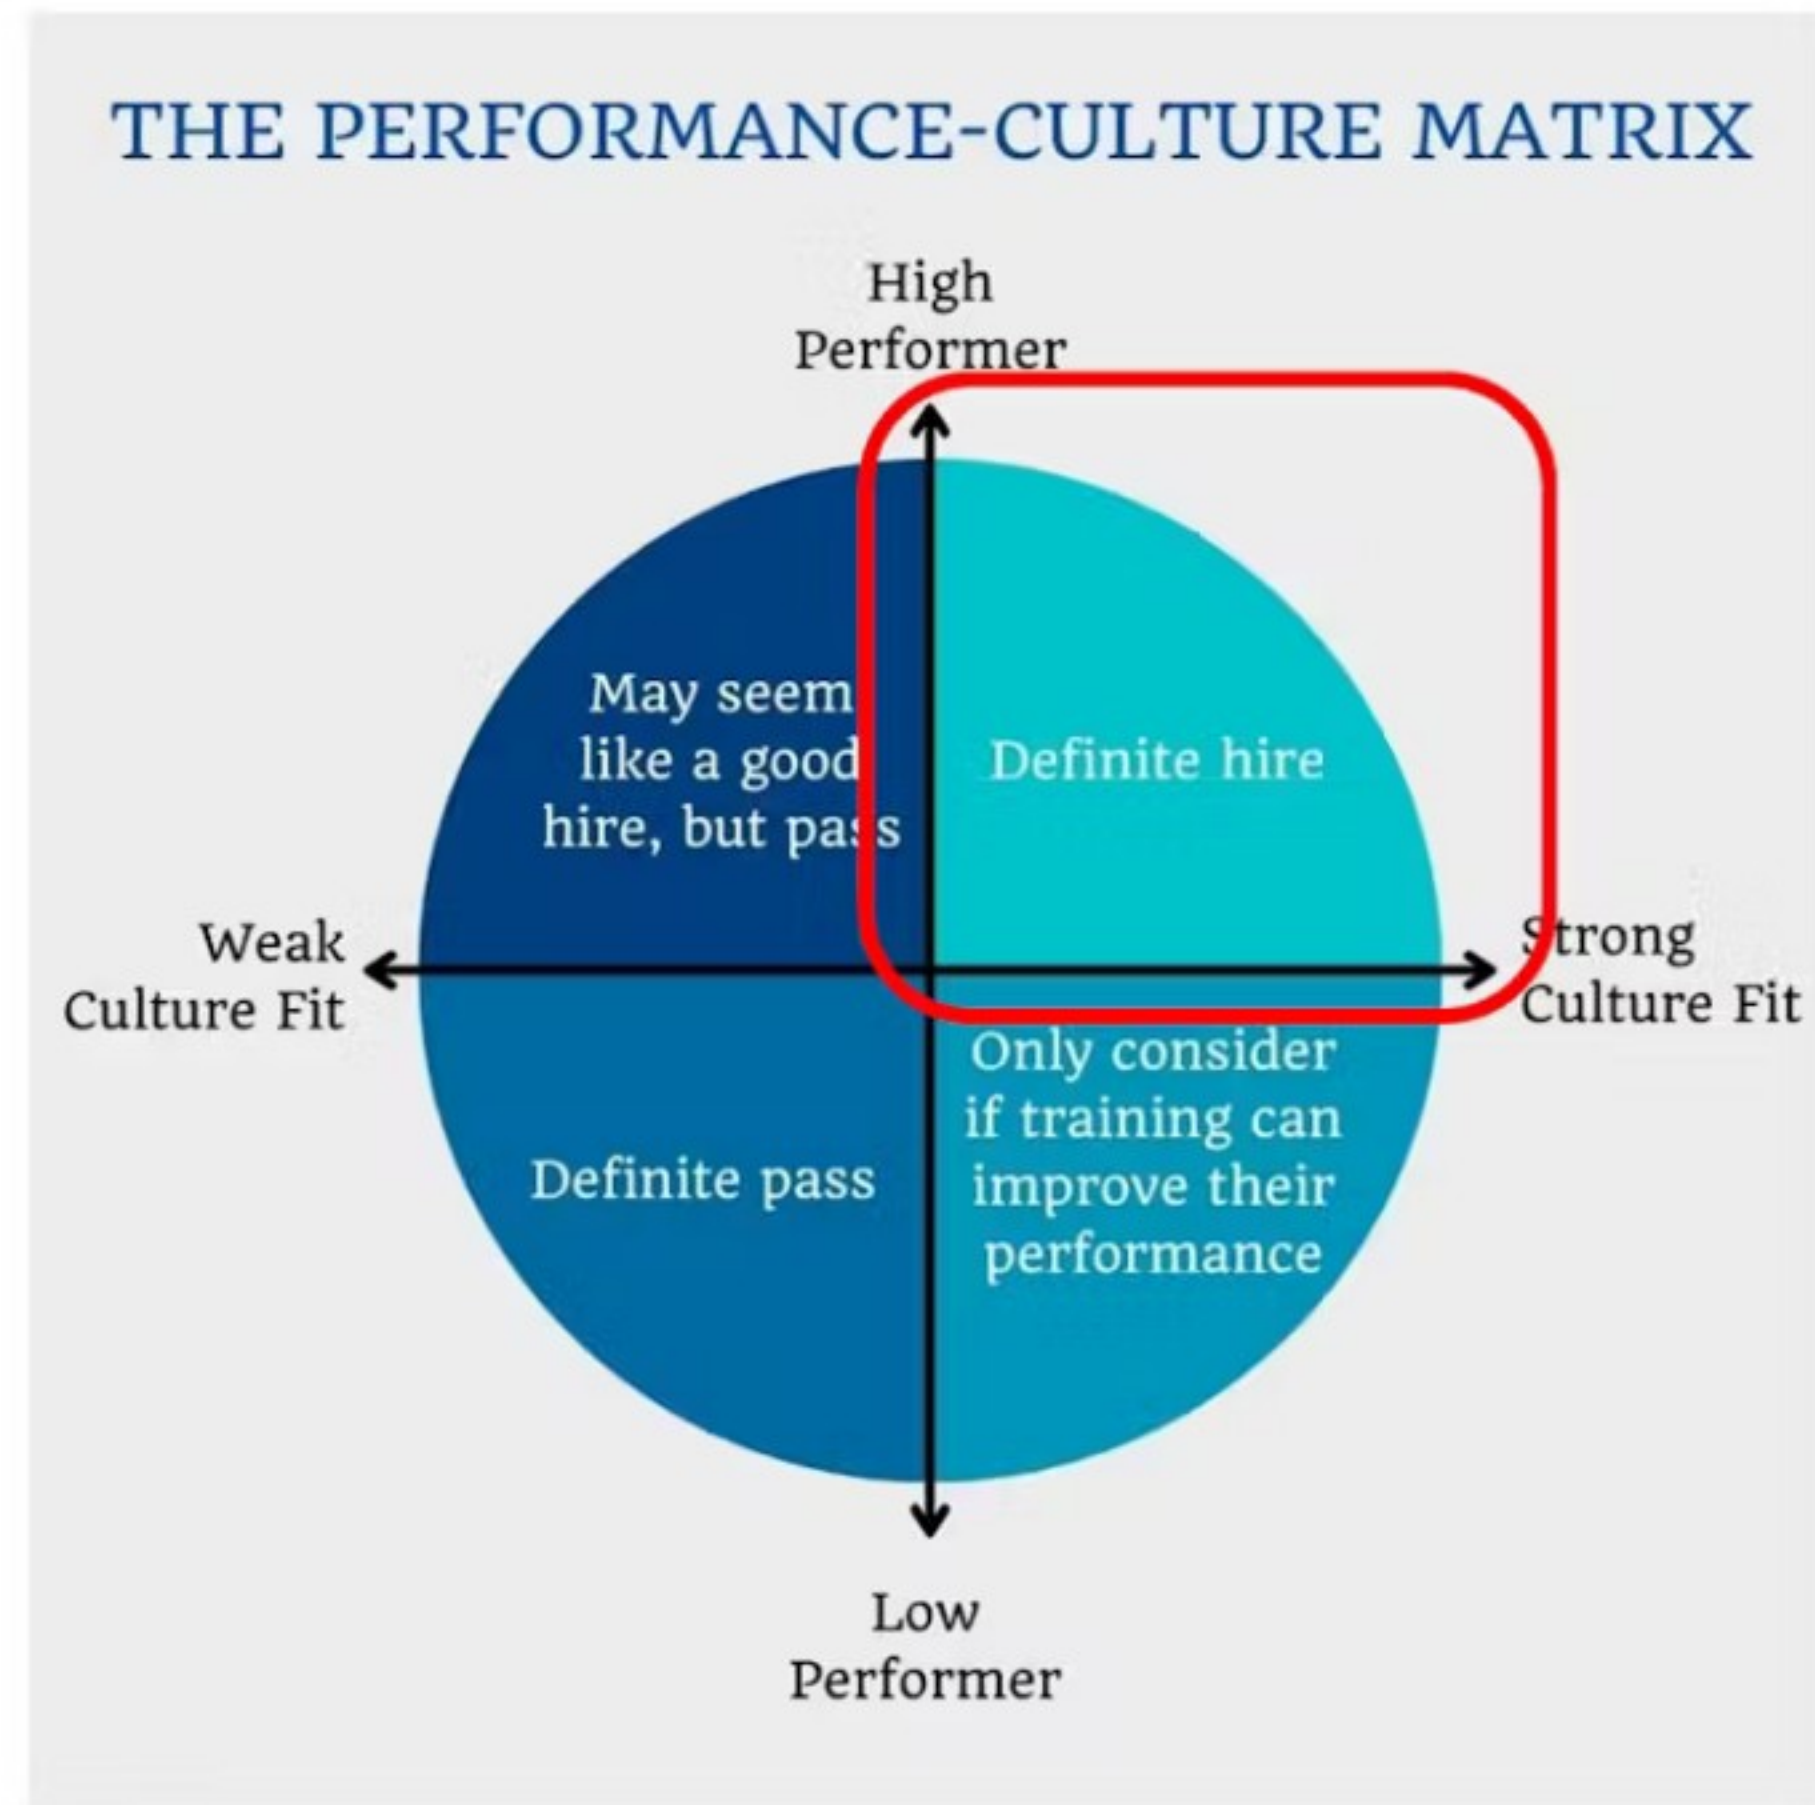 THE PERFORMANCE-CULTURE MATRIX
High
Performer
May seem
like a good
hire, but pass
Definite hire
Weak
Culture Fit
Strong
Culture Fit
Definite pass
Only consider
if training can
improve their
performance
Low
Performer